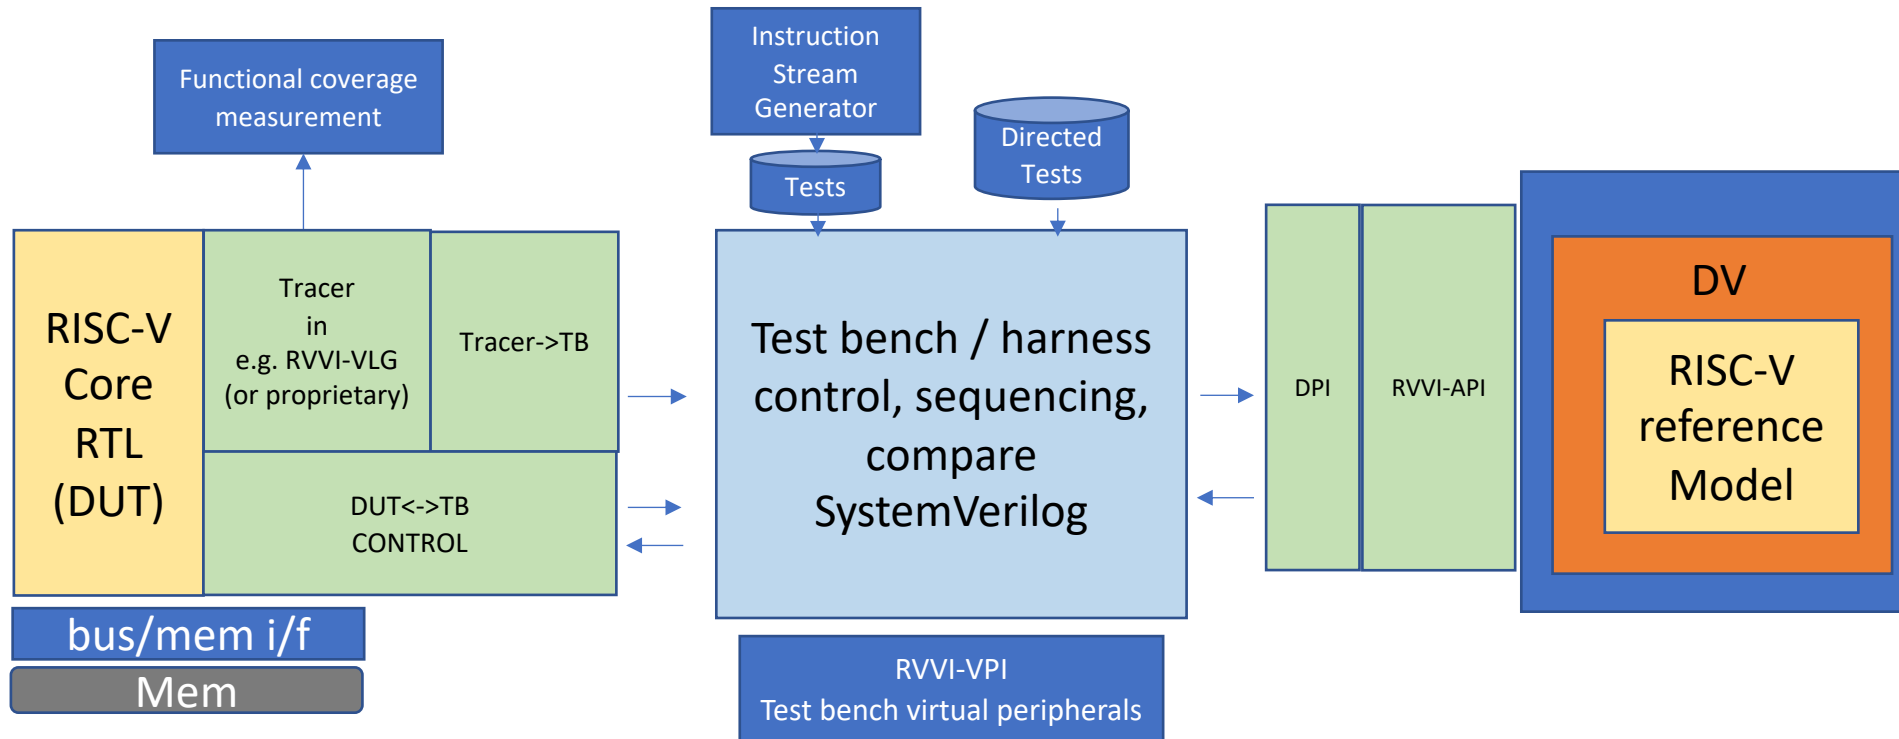 Functional coverage
measurement
Instruction
Stream
Generator
Tests
Directed
Tests
RISC-V
Core
RTL
(DUT)
Tracer
in
e.g. RVVI-VLG
(or proprietary)
Tracer->TB
DUT<->TB
CONTROL
bus/mem i/f
Mem
Test bench / harness
control, sequencing,
compare
SystemVerilog
RVVI-VPI
Test bench virtual peripherals
DPI
RVVI-API
DV
RISC-V
reference
Model